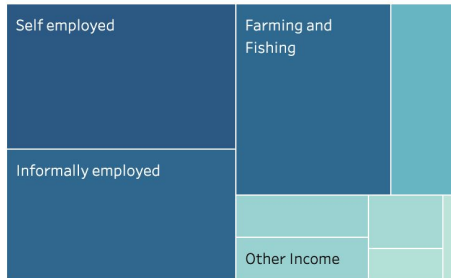 Self employed
Farming and
Fishing
Informally employed
Other Income